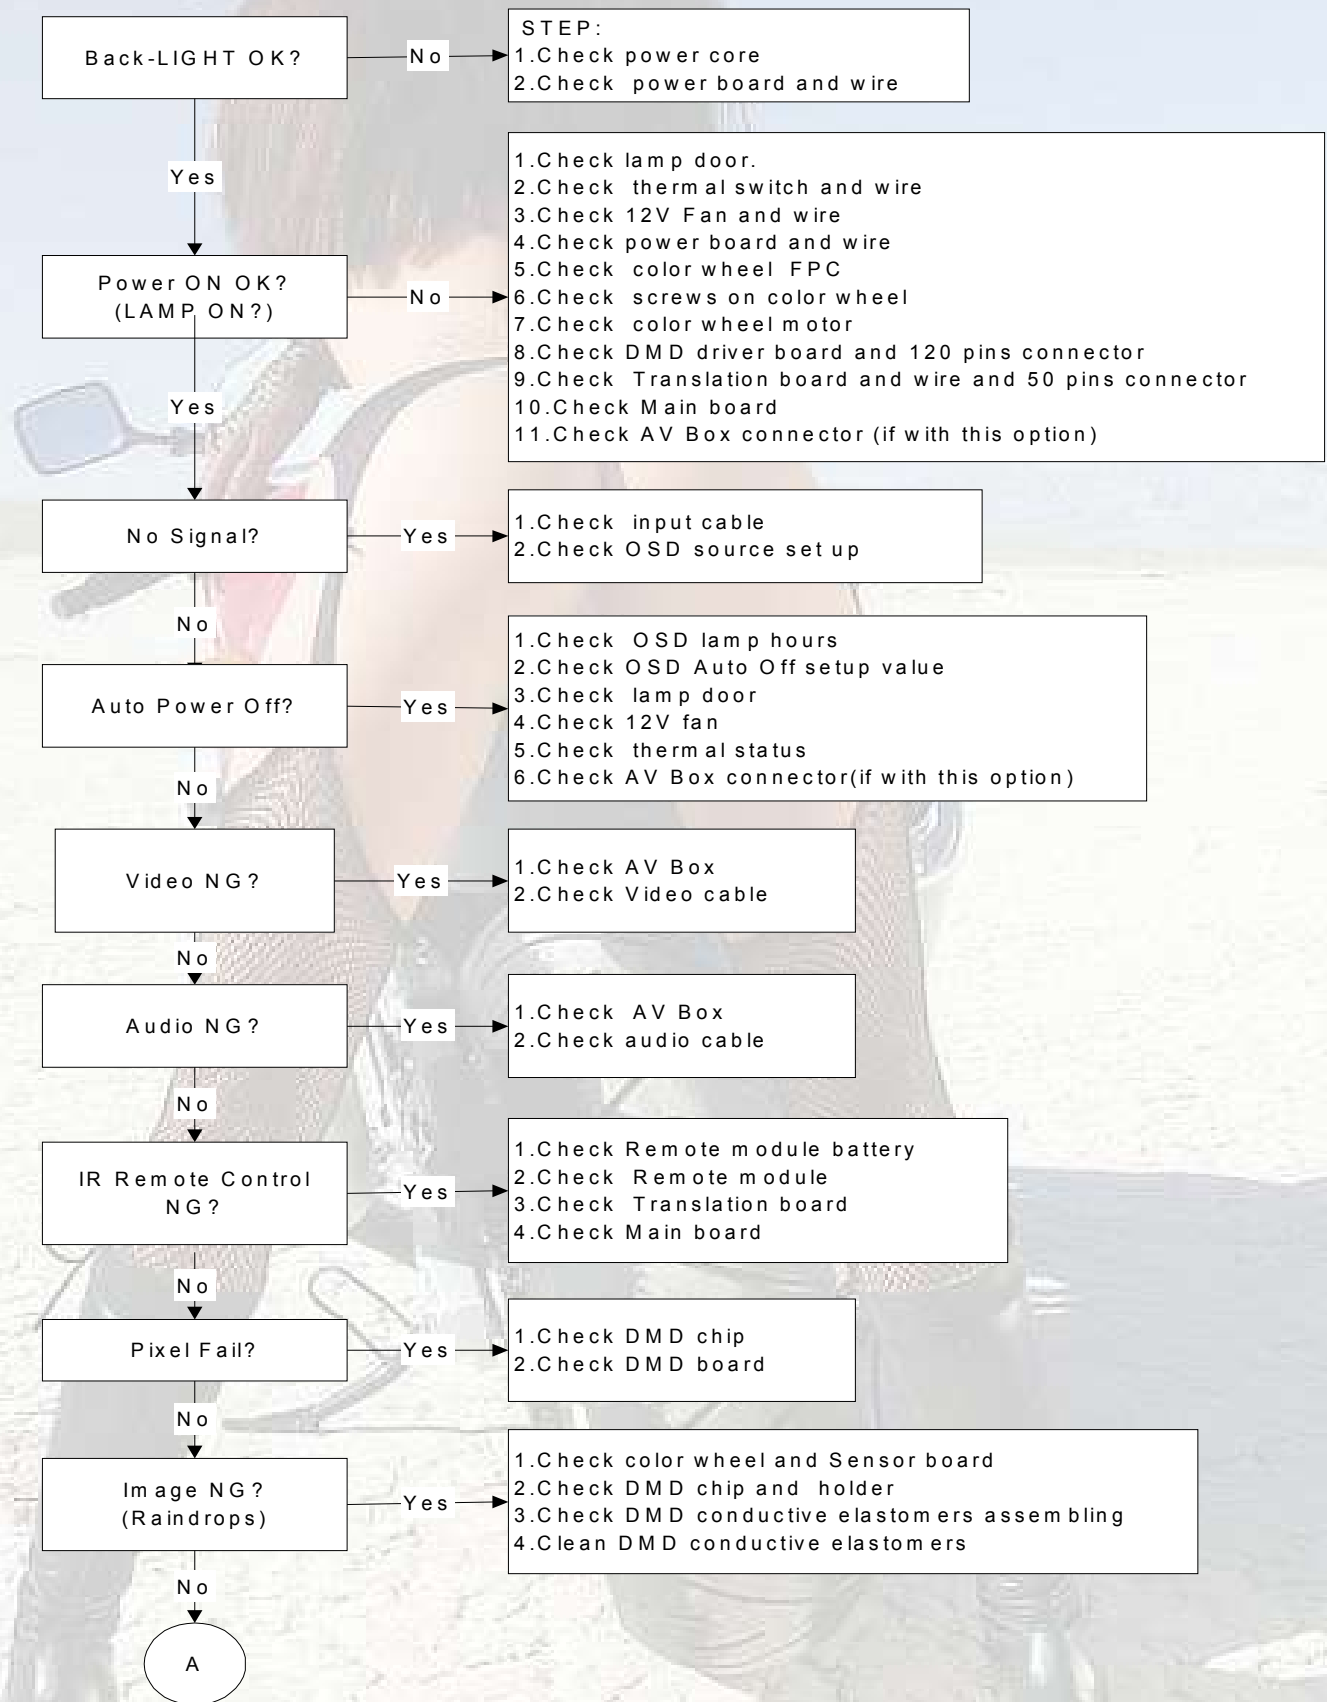 Back-LIGHT OK?
No
STEP:
1.Check power core
2.Check power board and wire
Yes
Power ON OK?
(LAMP ON?)
No
1.Check lamp door.
2.Check thermal switch and wire
3.Check 12V Fan and wire
4.Check power board and wire
5.Check color wheel FPC
6.Check screws on color wheel
7.Check color wheel motor
8.Check DMD driver board and 120 pins connector
9.Check Translation board and wire and 50 pins connector
10.Check Main board
11.Check AV Box connector (if with this option)
Yes
No Signal?
Yes
1.Check input cable
2.Check OSD source set up
No
Auto Power Off?
Yes
1.Check OSD lamp hours
2.Check OSD Auto Off setup value
3.Check lamp door
4.Check 12V fan
5.Check thermal status
6.Check AV Box connector(if with this option)
No
Video NG?
Yes
1.Check AV Box
2.Check Video cable
No
Audio NG?
Yes
1.Check AV Box
2.Check audio cable
No
IR Remote Control
NG?
Yes
1.Check Remote module battery
2.Check Remote module
3.Check Translation board
4.Check Main board
No
Pixel Fail?
Yes
1.Check DMD chip
2.Check DMD board
No
Image NG?
(Raindrops)
Yes
1.Check color wheel and Sensor board
2.Check DMD chip and holder
3.Check DMD conductive elastomers assembling
4.Clean DMD conductive elastomers
No
A